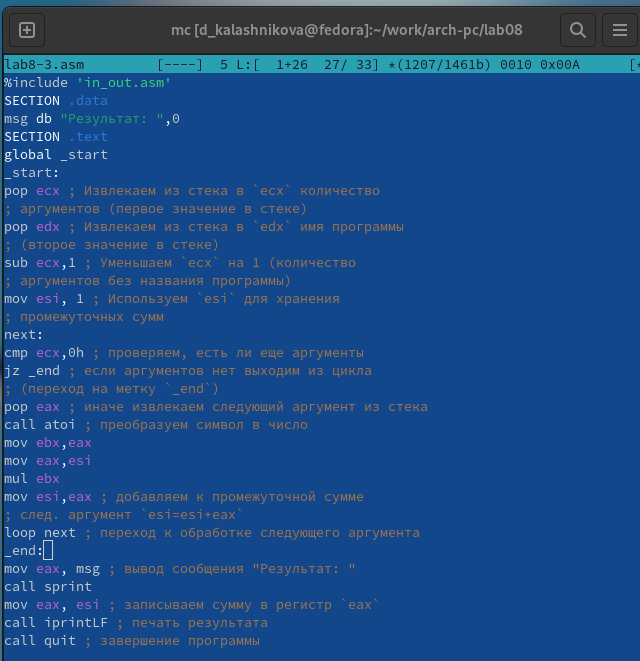 mc [d_kalashnikova@fedora]:~/work/arch-pc/lab08
lab8-3.asm [----] 5 L:[ 1+26 27/ 33] *(1207/1461b) 0010 0x00A [*
%include 'in_out.asm'
SECTION .data
msg db "Результат: ",0
SECTION .text
global _start
_start:
pop ecx ; Извлекаем из стека в `ecx` количество
; аргументов (первое значение в стеке)
pop edx ; Извлекаем из стека в `edx` имя программы
; (второе значение в стеке)
sub ecx,1 ; Уменьшаем `ecx` на 1 (количество
; аргументов без названия программы)
mov esi, 1 ; Используем `esi` для хранения
; промежуточных сумм
next:
cmp ecx,0h ; проверяем, есть ли еще аргументы
jz _end ; если аргументов нет выходим из цикла
; (переход на метку `_end`)
pop eax ; иначе извлекаем следующий аргумент из стека
call atoi ; преобразуем символ в число
mov ebx,eax
mov eax,esi
mul ebx
mov esi,eax ; добавляем к промежуточной сумме
; след. аргумент `esi=esi+eax`
loop next ; переход к обработке следующего аргумента
_end:
mov eax, msg ; вывод сообщения "Результат: "
call sprint
mov eax, esi ; записываем сумму в регистр `eax`
call iprintLF ; печать результата
call quit ; завершение программы